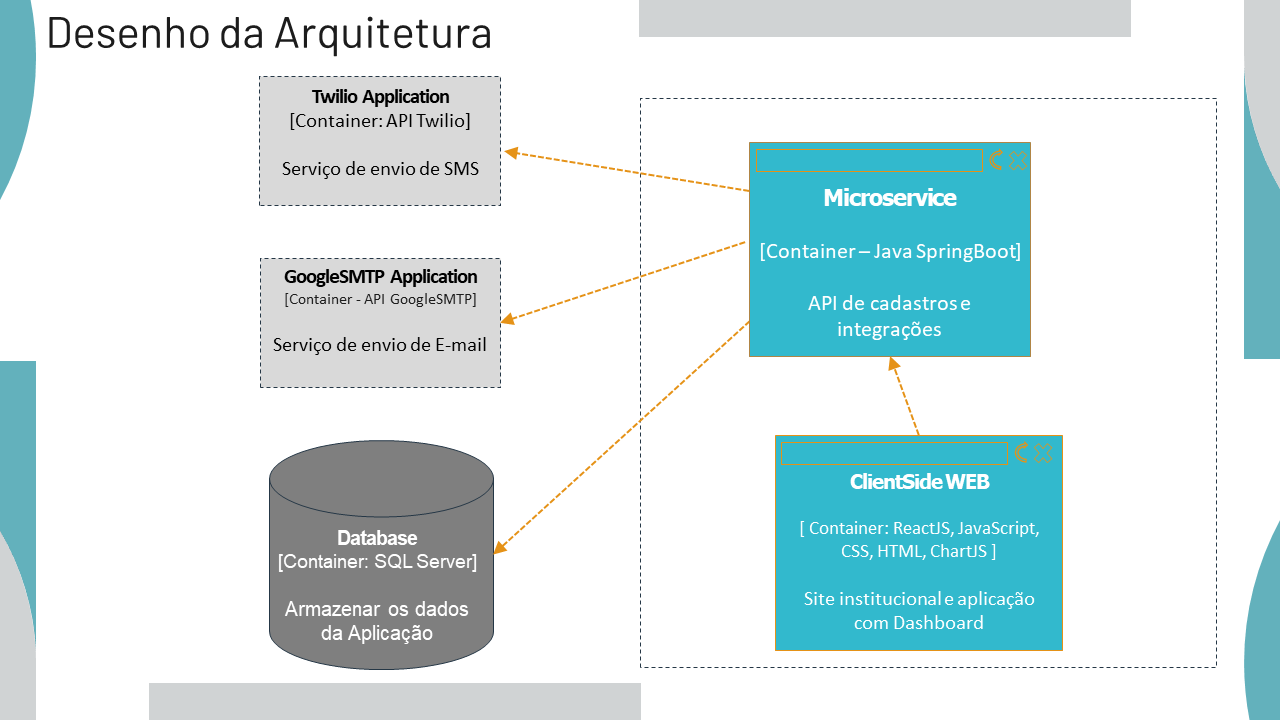 Desenho da Arquitetura
Twilio Application
[Container: API Twilio]
Serviço de envio de SMS
GoogleSMTP Application
[Container - API GoogleSMTP]
Serviço de envio de E-mail
Database
[Container: SQL Server]
Armazenar os dados
da Aplicação
Microservice
[Container – Java SpringBoot]
API de cadastros e
integrações
ClientSide WEB
[ Container: ReactJS, JavaScript,
CSS, HTML, ChartJS ]
Site institucional e aplicação
com Dashboard